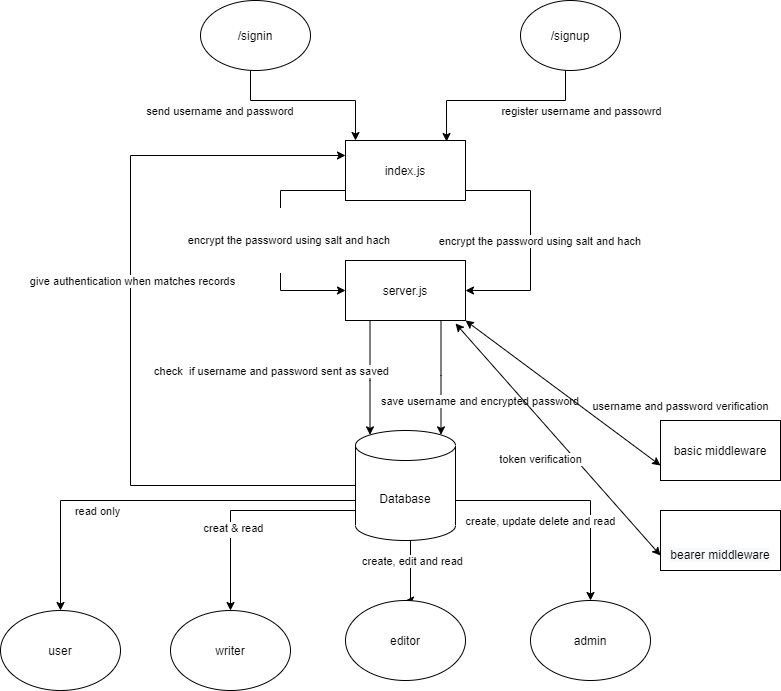 /signin
/signup
send username and password
register username and passowrd
index.js
encrypt the password using salt and hach
encrypt the password using salt and hach
give authentication when matches records
server.js
check  if username and password sent as saved
save username and encrypted password
username and password verification
basic middleware
token verification
Database
read only
creat & read
create, update delete and read
bearer middleware
create, edit and read
user
writer
editor
admin